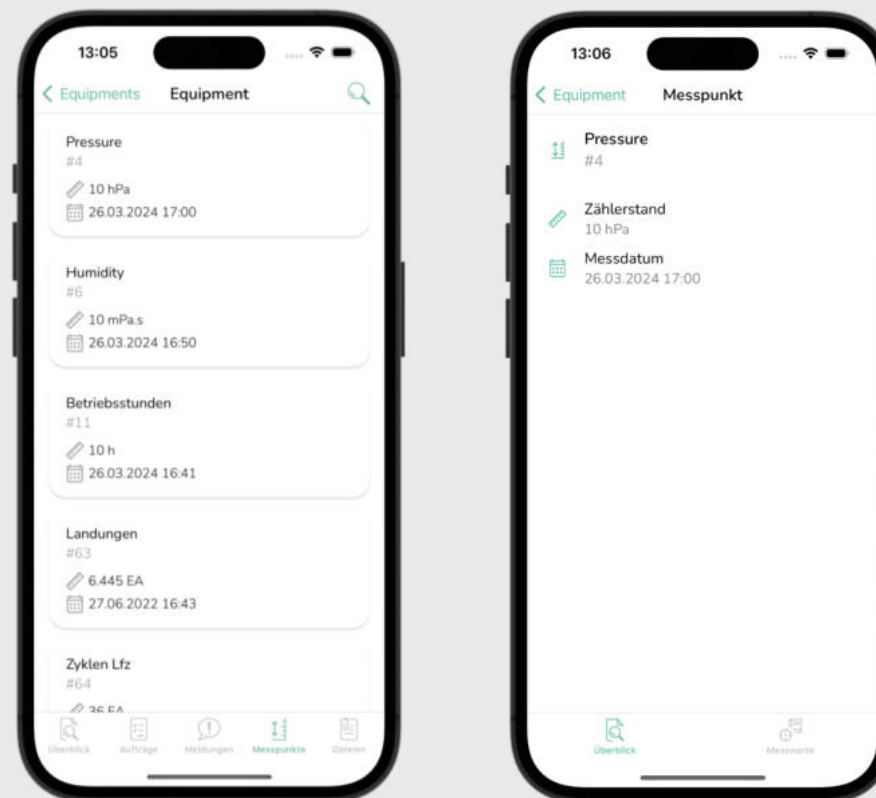 13:05
Equipments
Equipment
Pressure
#4
10 hPa
26.03.2024 17:00
Humidity
#6
10 mPa.s
26.03.2024 16:50
Betriebsstunden
#11
10 h
26.03.2024 16:41
Landungen
#63
6.445 EA
27.06.2022 16:43
Zyklen Lfz
#64
36 EA
Überblick
Aufträge
Meldungen
Messpunkte
Dateien
13:06
Equipment
Messpunkt
Pressure
#4
Zählerstand
10 hPa
Messdatum
26.03.2024 17:00
Überblick
Messwerte